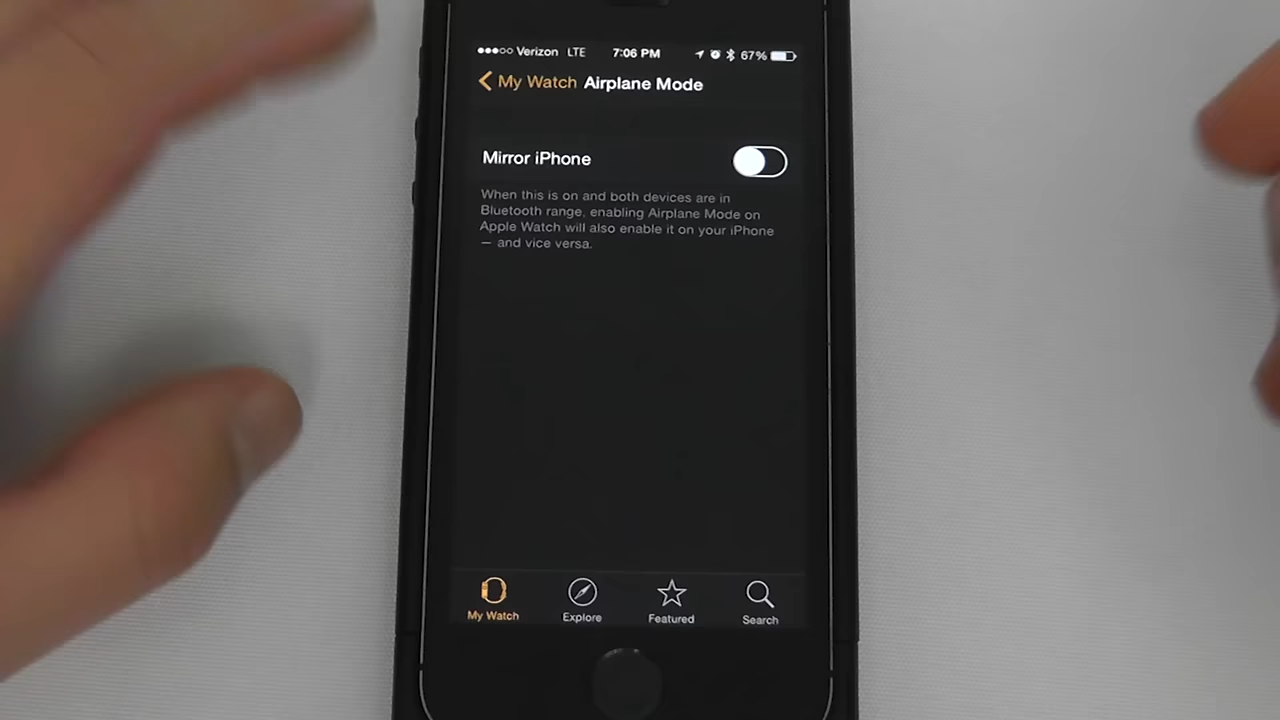 Verizon LTE 7:06 PM 67%
My Watch Airplane Mode
Mirror iPhone
When this is on and both devices are in
Bluetooth range, enabling Airplane Mode on
Apple Watch will also enable it on your iPhone
— and vice versa.
My Watch Explore Featured Search